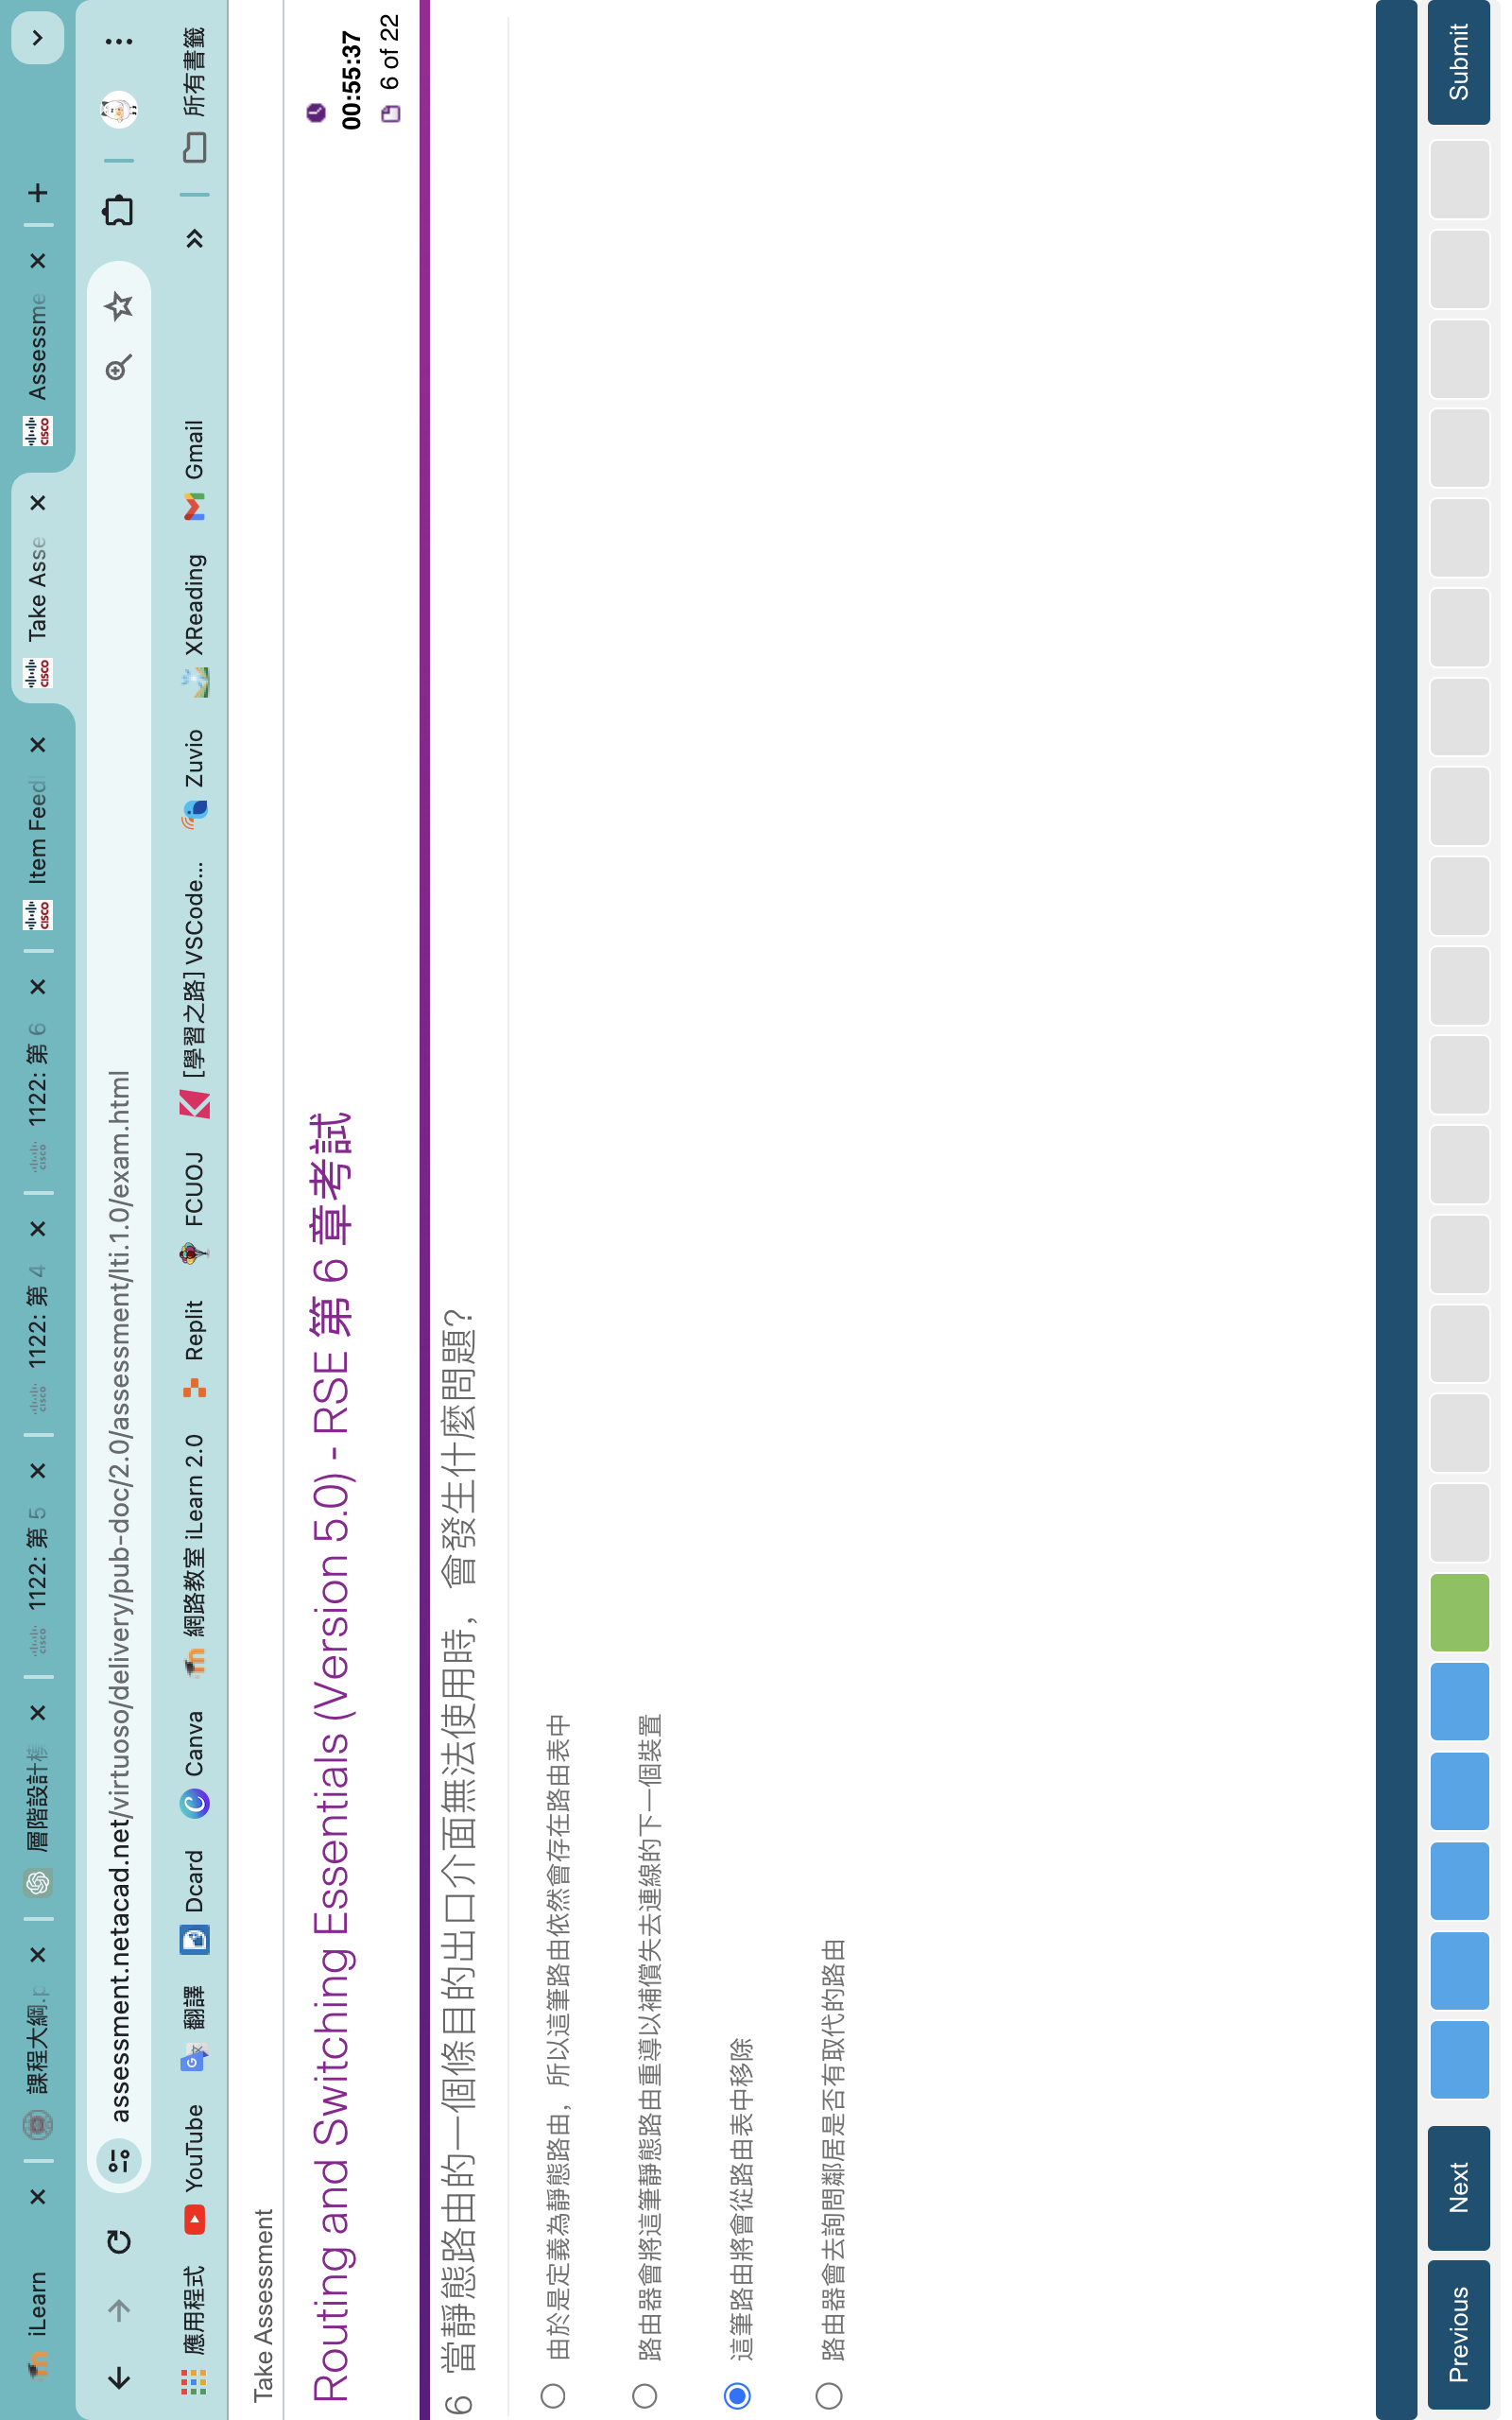 iLearn
課程大綱.p
層階設計模
1122: 第 5
1122: 第 4
1122: 第 6
Item Feed
Take Asse
Assessme
assessment.netacad.net/virtuoso/delivery/pub-doc/2.0/assessment/lti.1.0/exam.html
應用程式 YouTube 翻譯 Dcard Canva 網路教室 iLearn 2.0 Replit FCUOJ [學習之路] VSCode... Zuvio XReading Gmail » 所有書籤
Take Assessment
Routing and Switching Essentials (Version 5.0) - RSE 第 6 章考試
00:55:37
6 of 22
6 當靜態路由的一個條目的出口介面無法使用時，會發生什麼問題?
由於是定義為靜態路由，所以這筆路由依然會存在路由表中
路由器會將這筆靜態路由重導以補償失去連線的下一個裝置
這筆路由將會從路由表中移除
路由器會去詢問鄰居是否有取代的路由
Previous Next Submit